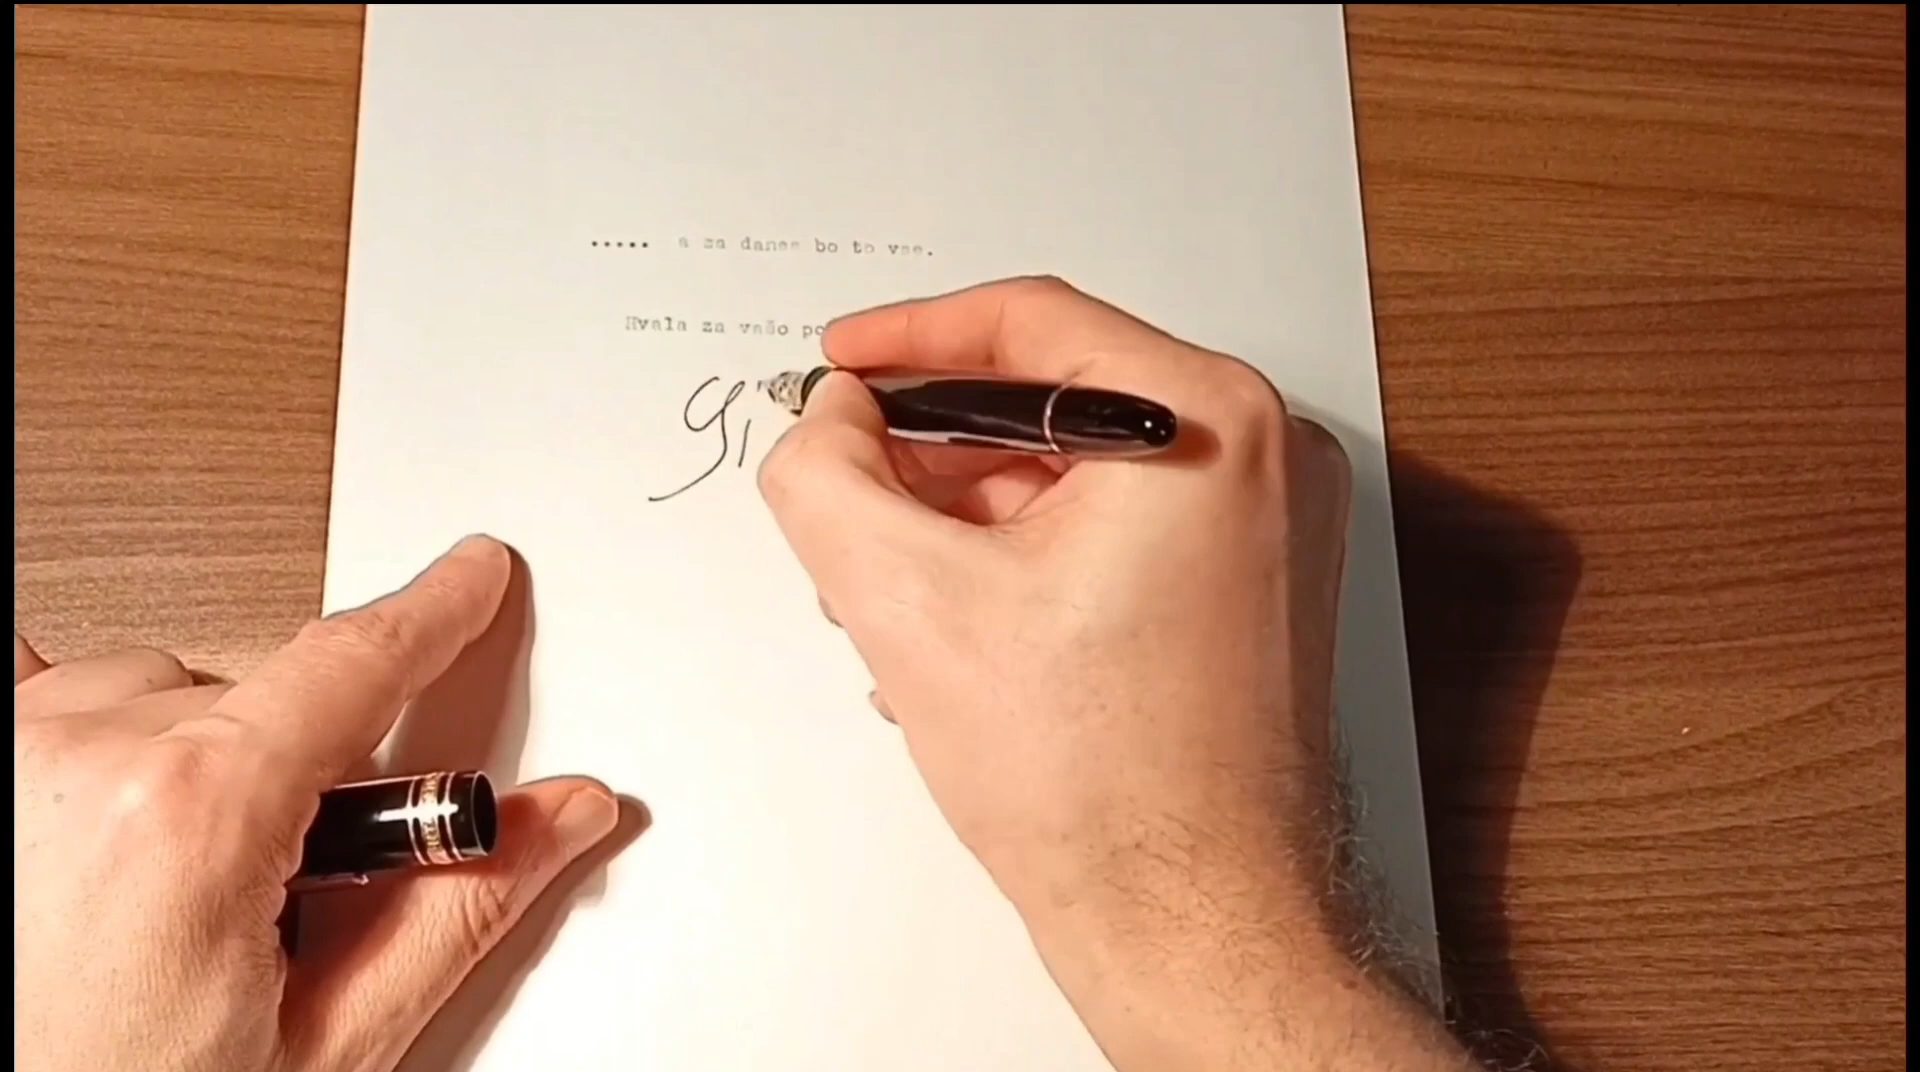 ..... a za danes bo to vse.
Hvala za vašo